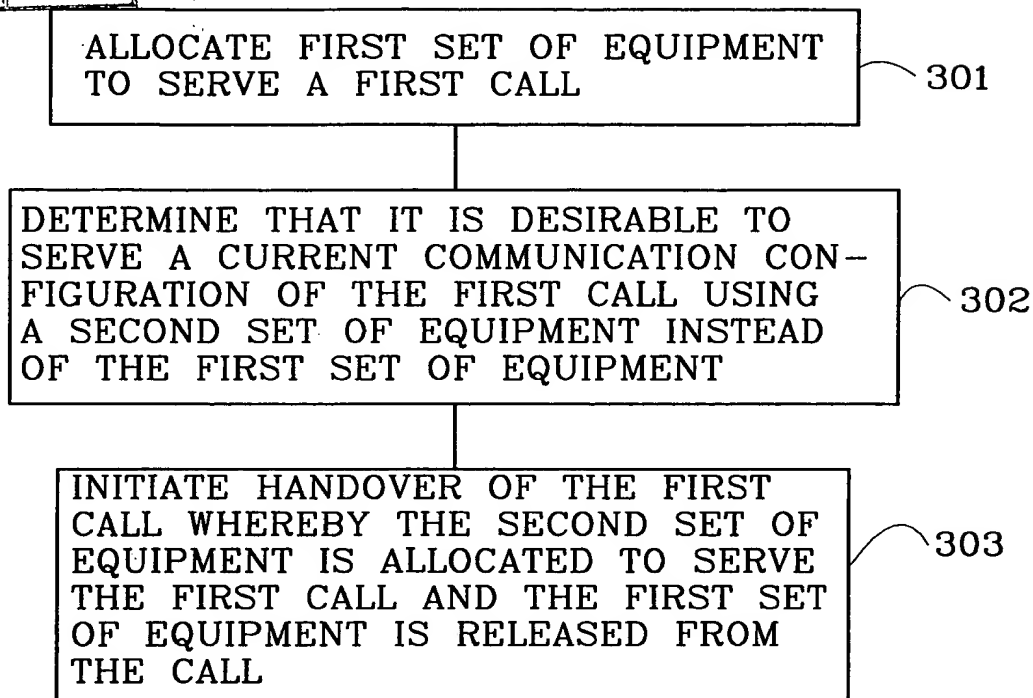 ALLOCATE FIRST SET OF EQUIPMENT
TO SERVE A FIRST CALL
301
DETERMINE THAT IT IS DESIRABLE TO
SERVE A CURRENT COMMUNICATION CON-
FIGURATION OF THE FIRST CALL USING
A SECOND SET OF EQUIPMENT INSTEAD
OF THE FIRST SET OF EQUIPMENT
302
INITIATE HANDOVER OF THE FIRST
CALL WHEREBY THE SECOND SET OF
EQUIPMENT IS ALLOCATED TO SERVE
THE FIRST CALL AND THE FIRST SET
OF EQUIPMENT IS RELEASED FROM
THE CALL
303